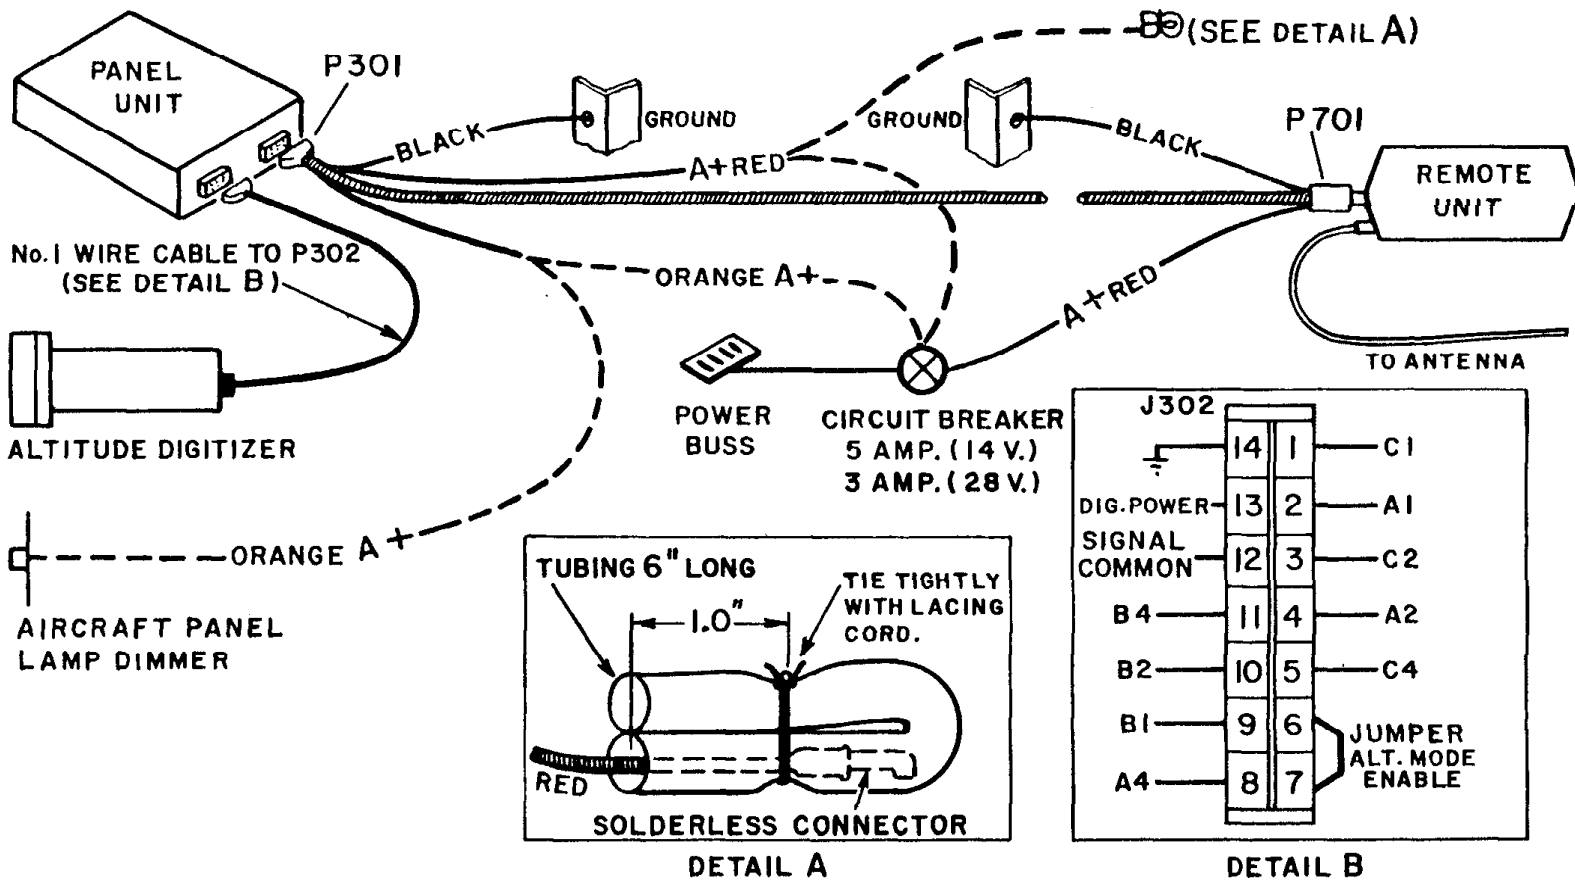 PANEL
UNIT
P301
(SEE DETAIL A)
GROUND
GROUND
BLACK
BLACK
A+RED
P701
REMOTE
UNIT
No.1 WIRE CABLE TO P302
(SEE DETAIL B)
ORANGE A+
A+RED
TO ANTENNA
ALTITUDE DIGITIZER
POWER
BUSS
CIRCUIT BREAKER
5 AMP. (14 V.)
3 AMP. (28 V.)
ORANGE A +
AIRCRAFT PANEL
LAMP DIMMER
TUBING 6" LONG
1.0"
TIE TIGHTLY
WITH LACING
CORD.
RED
SOLDERLESS CONNECTOR
DETAIL A
J302
14 1 C1
DIG. POWER 13 2 A1
SIGNAL
COMMON 12 3 C2
B4 11 4 A2
B2 10 5 C4
B1 9 6
JUMPER
ALT. MODE
ENABLE
A4 8 7
DETAIL B